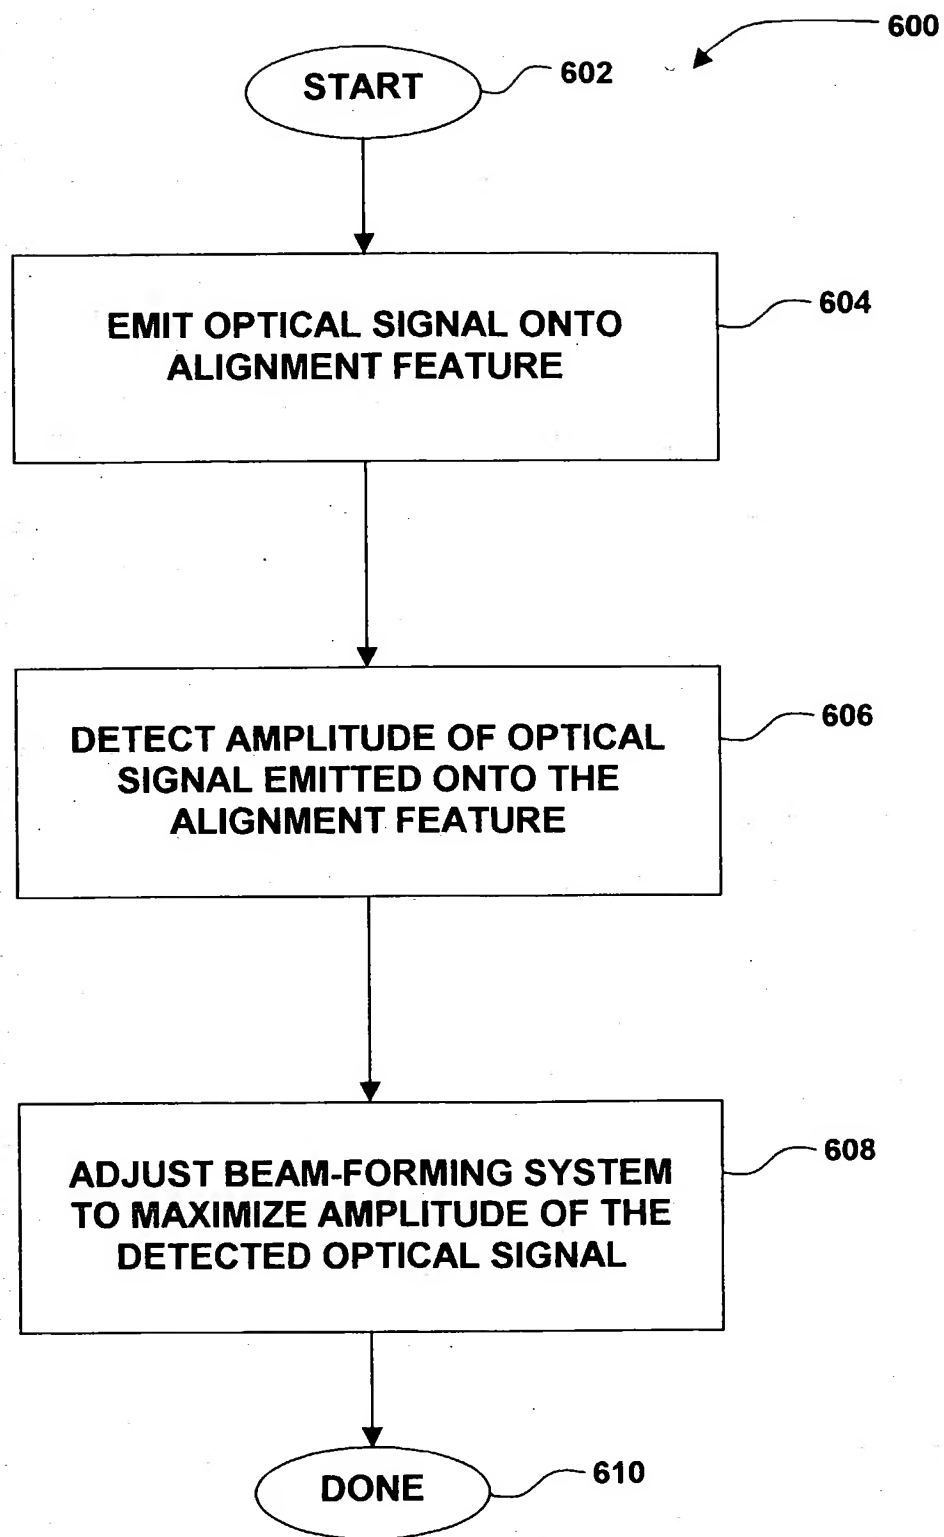 600
START
602
EMIT OPTICAL SIGNAL ONTO
ALIGNMENT FEATURE
604
DETECT AMPLITUDE OF OPTICAL
SIGNAL EMITTED ONTO THE
ALIGNMENT FEATURE
606
ADJUST BEAM-FORMING SYSTEM
TO MAXIMIZE AMPLITUDE OF THE
DETECTED OPTICAL SIGNAL
608
DONE
610